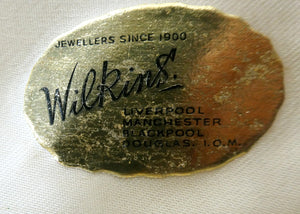 JEWELLERS SINCE 1900
Wilkins.
LIVERPOOL
MANCHESTER
BLACKPOOL
DOUGLAS. I.O.M.